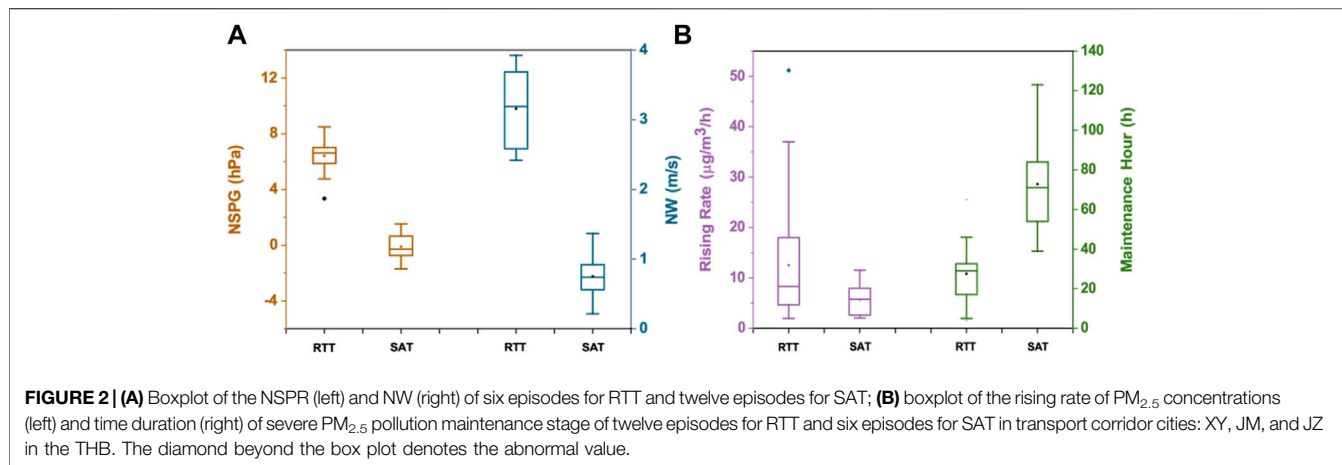 A
B
12
8
4
0
-4
NSPG (hPa)
4
3
2
1
0
NW (m/s)
RTT
SAT
RTT
SAT
50
40
30
20
10
0
Rising Rate (μg/m³/h)
140
120
100
80
60
40
20
0
Maintenance Hour (h)
RTT
SAT
RTT
SAT
FIGURE 2 | (A) Boxplot of the NSPR (left) and NW (right) of six episodes for RTT and twelve episodes for SAT; (B) boxplot of the rising rate of PM2.5 concentrations
(left) and time duration (right) of severe PM2.5 pollution maintenance stage of twelve episodes for RTT and six episodes for SAT in transport corridor cities: XY, JM, and JZ
in the THB. The diamond beyond the box plot denotes the abnormal value.